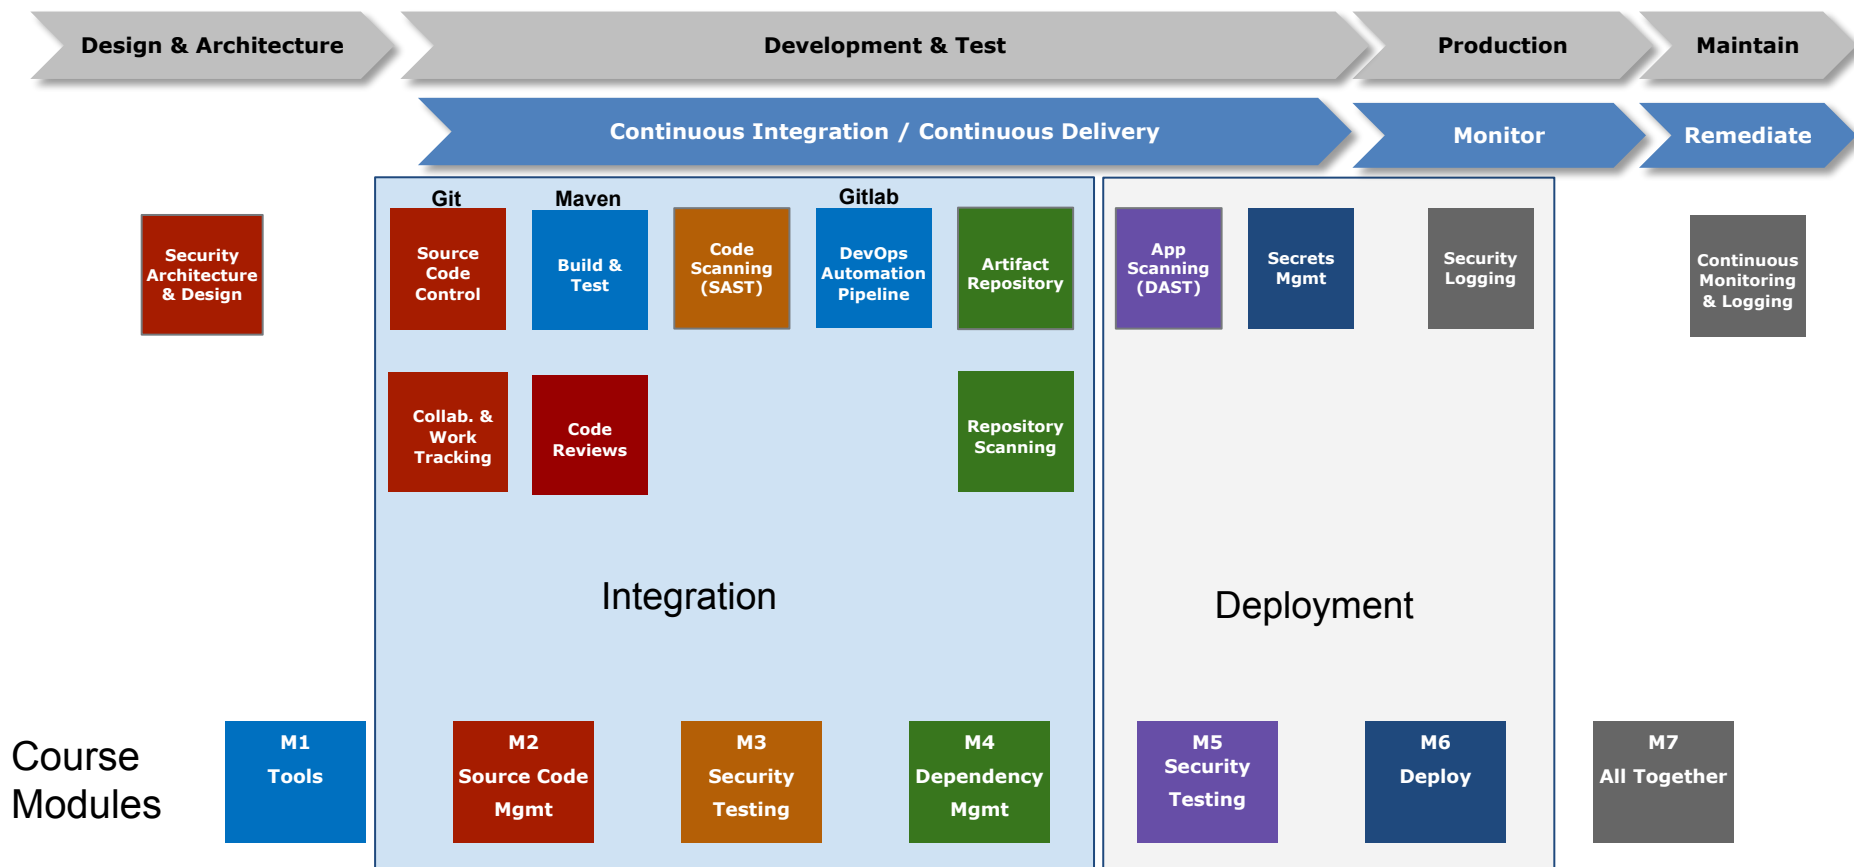 Design & Architecture
Development & Test
Production
Maintain
Continuous Integration / Continuous Delivery
Monitor
Remediate
Git
Maven
Gitlab
Security
Architecture
& Design
Source
Code
Control
Build &
Test
Code
Scanning
(SAST)
DevOps
Automation
Pipeline
Artifact
Repository
App
Scanning
(DAST)
Secrets
Mgmt
Security
Logging
Continuous
Monitoring
& Logging
Collab. &
Work
Tracking
Code
Reviews
Repository
Scanning
Integration
Deployment
Course
Modules
M1
Tools
M2
Source Code
Mgmt
M3
Security
Testing
M4
Dependency
Mgmt
M5
Security
Testing
M6
Deploy
M7
All Together